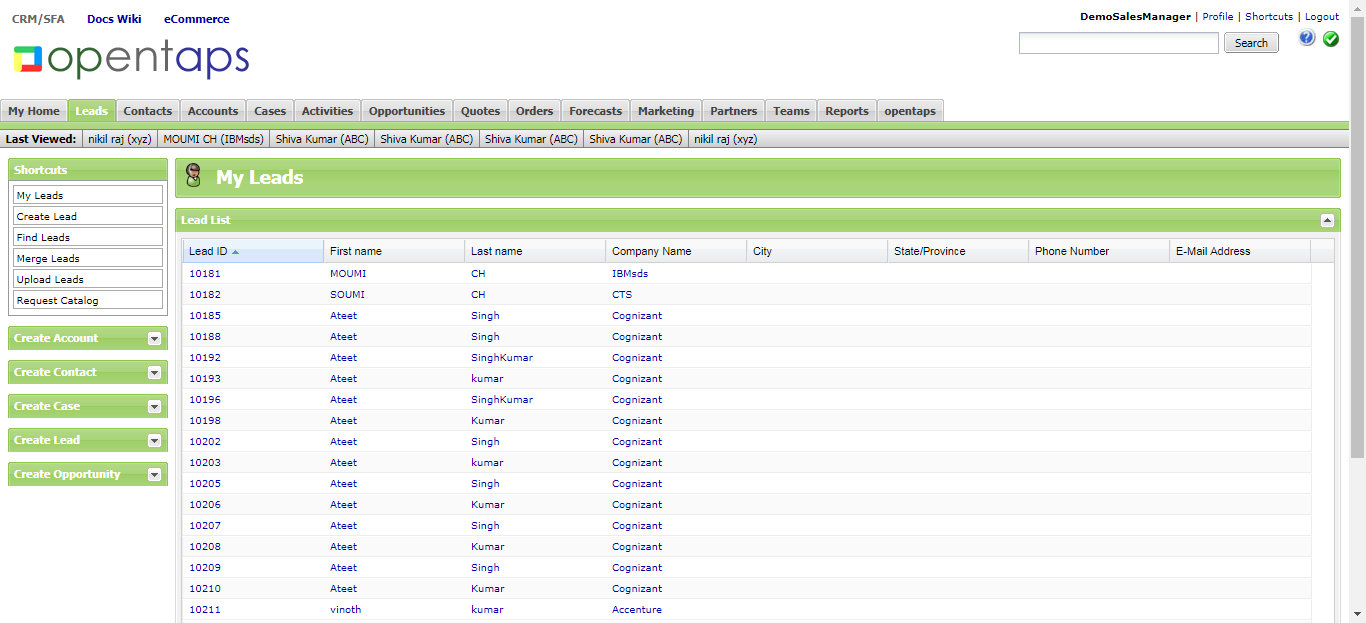 CRM/SFA Docs Wiki eCommerce
DemoSalesManager | Profile | Shortcuts | Logout
opentaps
Search
My Home Leads Contacts Accounts Cases Activities Opportunities Quotes Orders Forecasts Marketing Partners Teams Reports opentaps
Last Viewed: nikil raj (xyz) MOUMI CH (IBMsds) Shiva Kumar (ABC) Shiva Kumar (ABC) Shiva Kumar (ABC) Shiva Kumar (ABC) nikil raj (xyz)
Shortcuts
My Leads
Create Lead
Find Leads
Merge Leads
Upload Leads
Request Catalog
Create Account
Create Contact
Create Case
Create Lead
Create Opportunity
My Leads
Lead List
Lead ID First name Last name Company Name City State/Province Phone Number E-Mail Address
10181 MOUMI CH IBMsds
10182 SOUMI CH CTS
10185 Ateet Singh Cognizant
10188 Ateet Singh Cognizant
10192 Ateet SinghKumar Cognizant
10193 Ateet kumar Cognizant
10196 Ateet SinghKumar Cognizant
10198 Ateet Kumar Cognizant
10202 Ateet Singh Cognizant
10203 Ateet kumar Cognizant
10205 Ateet Singh Cognizant
10206 Ateet Kumar Cognizant
10207 Ateet Singh Cognizant
10208 Ateet Kumar Cognizant
10209 Ateet Singh Cognizant
10210 Ateet Kumar Cognizant
10211 vinoth kumar Accenture